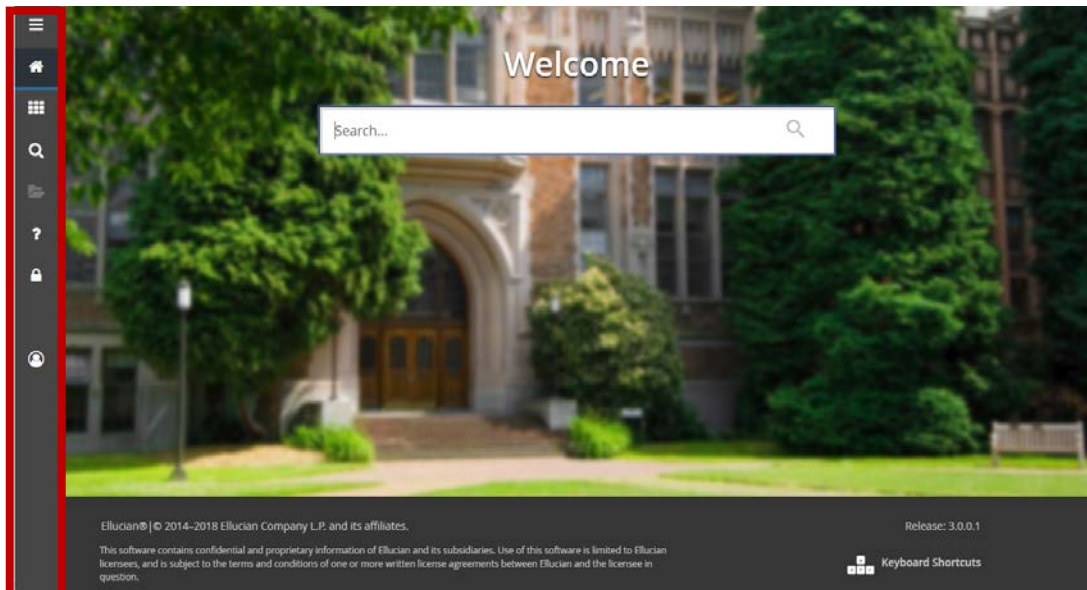 Welcome
Search...
Ellucian®|© 2014–2018 Ellucian Company L.P. and its affiliates.
Release: 3.0.0.1
This software contains confidential and proprietary information of Ellucian and its subsidiaries. Use of this software is limited to Ellucian
licensees, and is subject to the terms and conditions of one or more written license agreements between Ellucian and the licensee in
question.
Keyboard Shortcuts